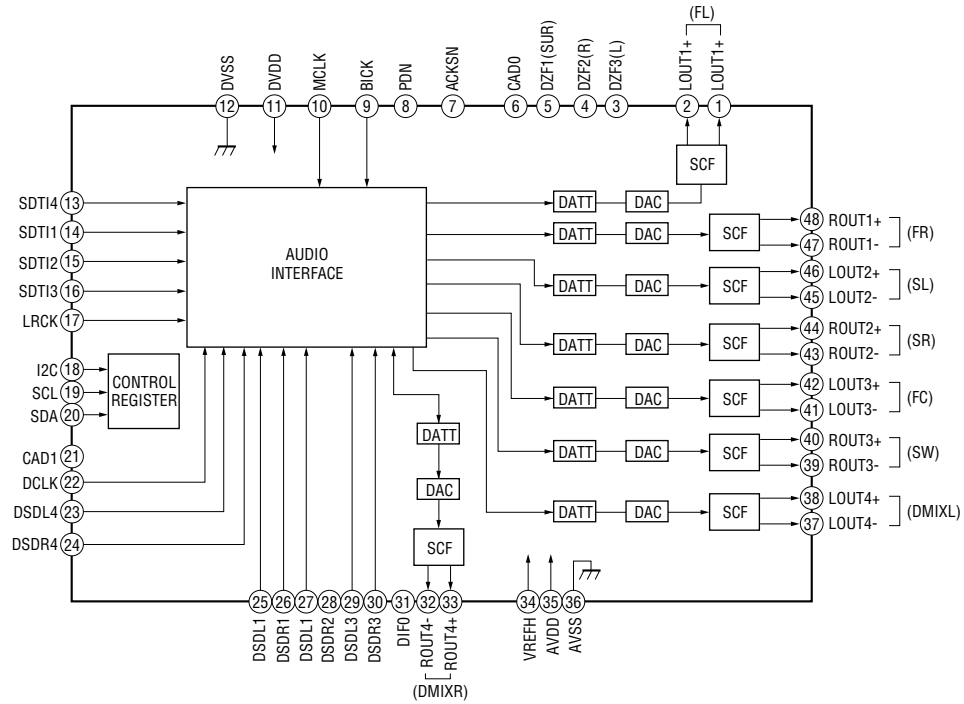 (FL)
DVSS
DVDD
MCLK
BICK
PDN
ACKSN
CAD0
DZF1(SUR)
DZF2(R)
DZF3(L)
LOUT1+
LOUT1+
12
11
10
9
8
7
6
5
4
3
2
1
SCF
SDTI4 13
SDTI1 14
SDTI2 15
SDTI3 16
LRCK 17
I2C 18
SCL 19
SDA 20
CAD1 21
DCLK 22
DSDL4 23
DSDR4 24
AUDIO
INTERFACE
CONTROL
REGISTER
DATT DAC
DATT DAC SCF
48 ROUT1+
47 ROUT1-
(FR)
DATT DAC SCF
46 LOUT2+
45 LOUT2-
(SL)
DATT DAC SCF
44 ROUT2+
43 ROUT2-
(SR)
DATT DAC SCF
42 LOUT3+
41 LOUT3-
(FC)
DATT DAC SCF
40 ROUT3+
39 ROUT3-
(SW)
DATT DAC SCF
38 LOUT4+
37 LOUT4-
(DMIXL)
DATT
DAC
SCF
25
26
27
28
29
30
31
32
33
34
35
36
DSDL1
DSDR1
DSDL1
DSDR2
DSDL3
DSDR3
DIF0
ROUT4-
ROUT4+
VREFH
AVDD
AVSS
(DMIXR)